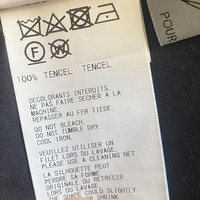 100% TENCEL TENCEL
DECOLORANTS INTERDITS,
NE PAS FAIRE SECHER A LA
MACHINE.
REPASSER AU FER TIEDE.
DO NOT BLEACH.
DO NOT TUMBLE DRY.
COOL IRON.
VEUILLEZ UTILISER UN
FILET LORS DU LAVAGE.
PLEASE USE A CLEANING NET.
LA SILHOUETTE PEUT
PERDRE SA FORME
ORIGINALE OU RETRECIR
LORS DU LAVAGE.
THE SHAPE COULD SLIGHTLY
SHRINK
POUR